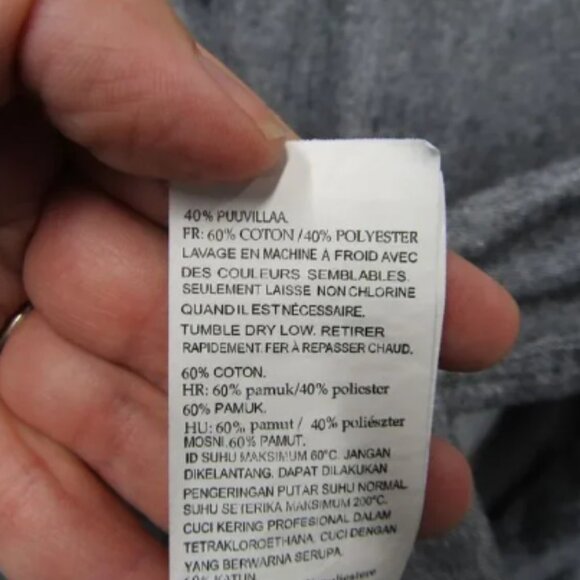 40% PUUVILLAA.
FR: 60% COTON /40% POLYESTER
LAVAGE EN MACHINE À FROID AVEC
DES COULEURS SEMBLABLES.
SEULEMENT LAISSE NON CHLORINE
QUAND IL EST NÉCESSAIRE.
TUMBLE DRY LOW. RETIRER
RAPIDEMENT. FER À REPASSER CHAUD.
60% COTON.
HR: 60% pamuk/40% poliester
60% PAMUK.
HU: 60% pamut / 40% poliészter
MOSNI. 60% PAMUT.
ID SUHU MAKSIMUM 60°C. JANGAN
DIKELANTANG. DAPAT DILAKUKAN
PENGERINGAN PUTAR SUHU NORMAL.
SUHU SETERIKA MAKSIMUM 200°C.
CUCI KERING PROFESIONAL DALAM
TETRAKLOROETHANA. CUCI DENGAN
YANG BERWARNA SERUPA.
60% KATUN.